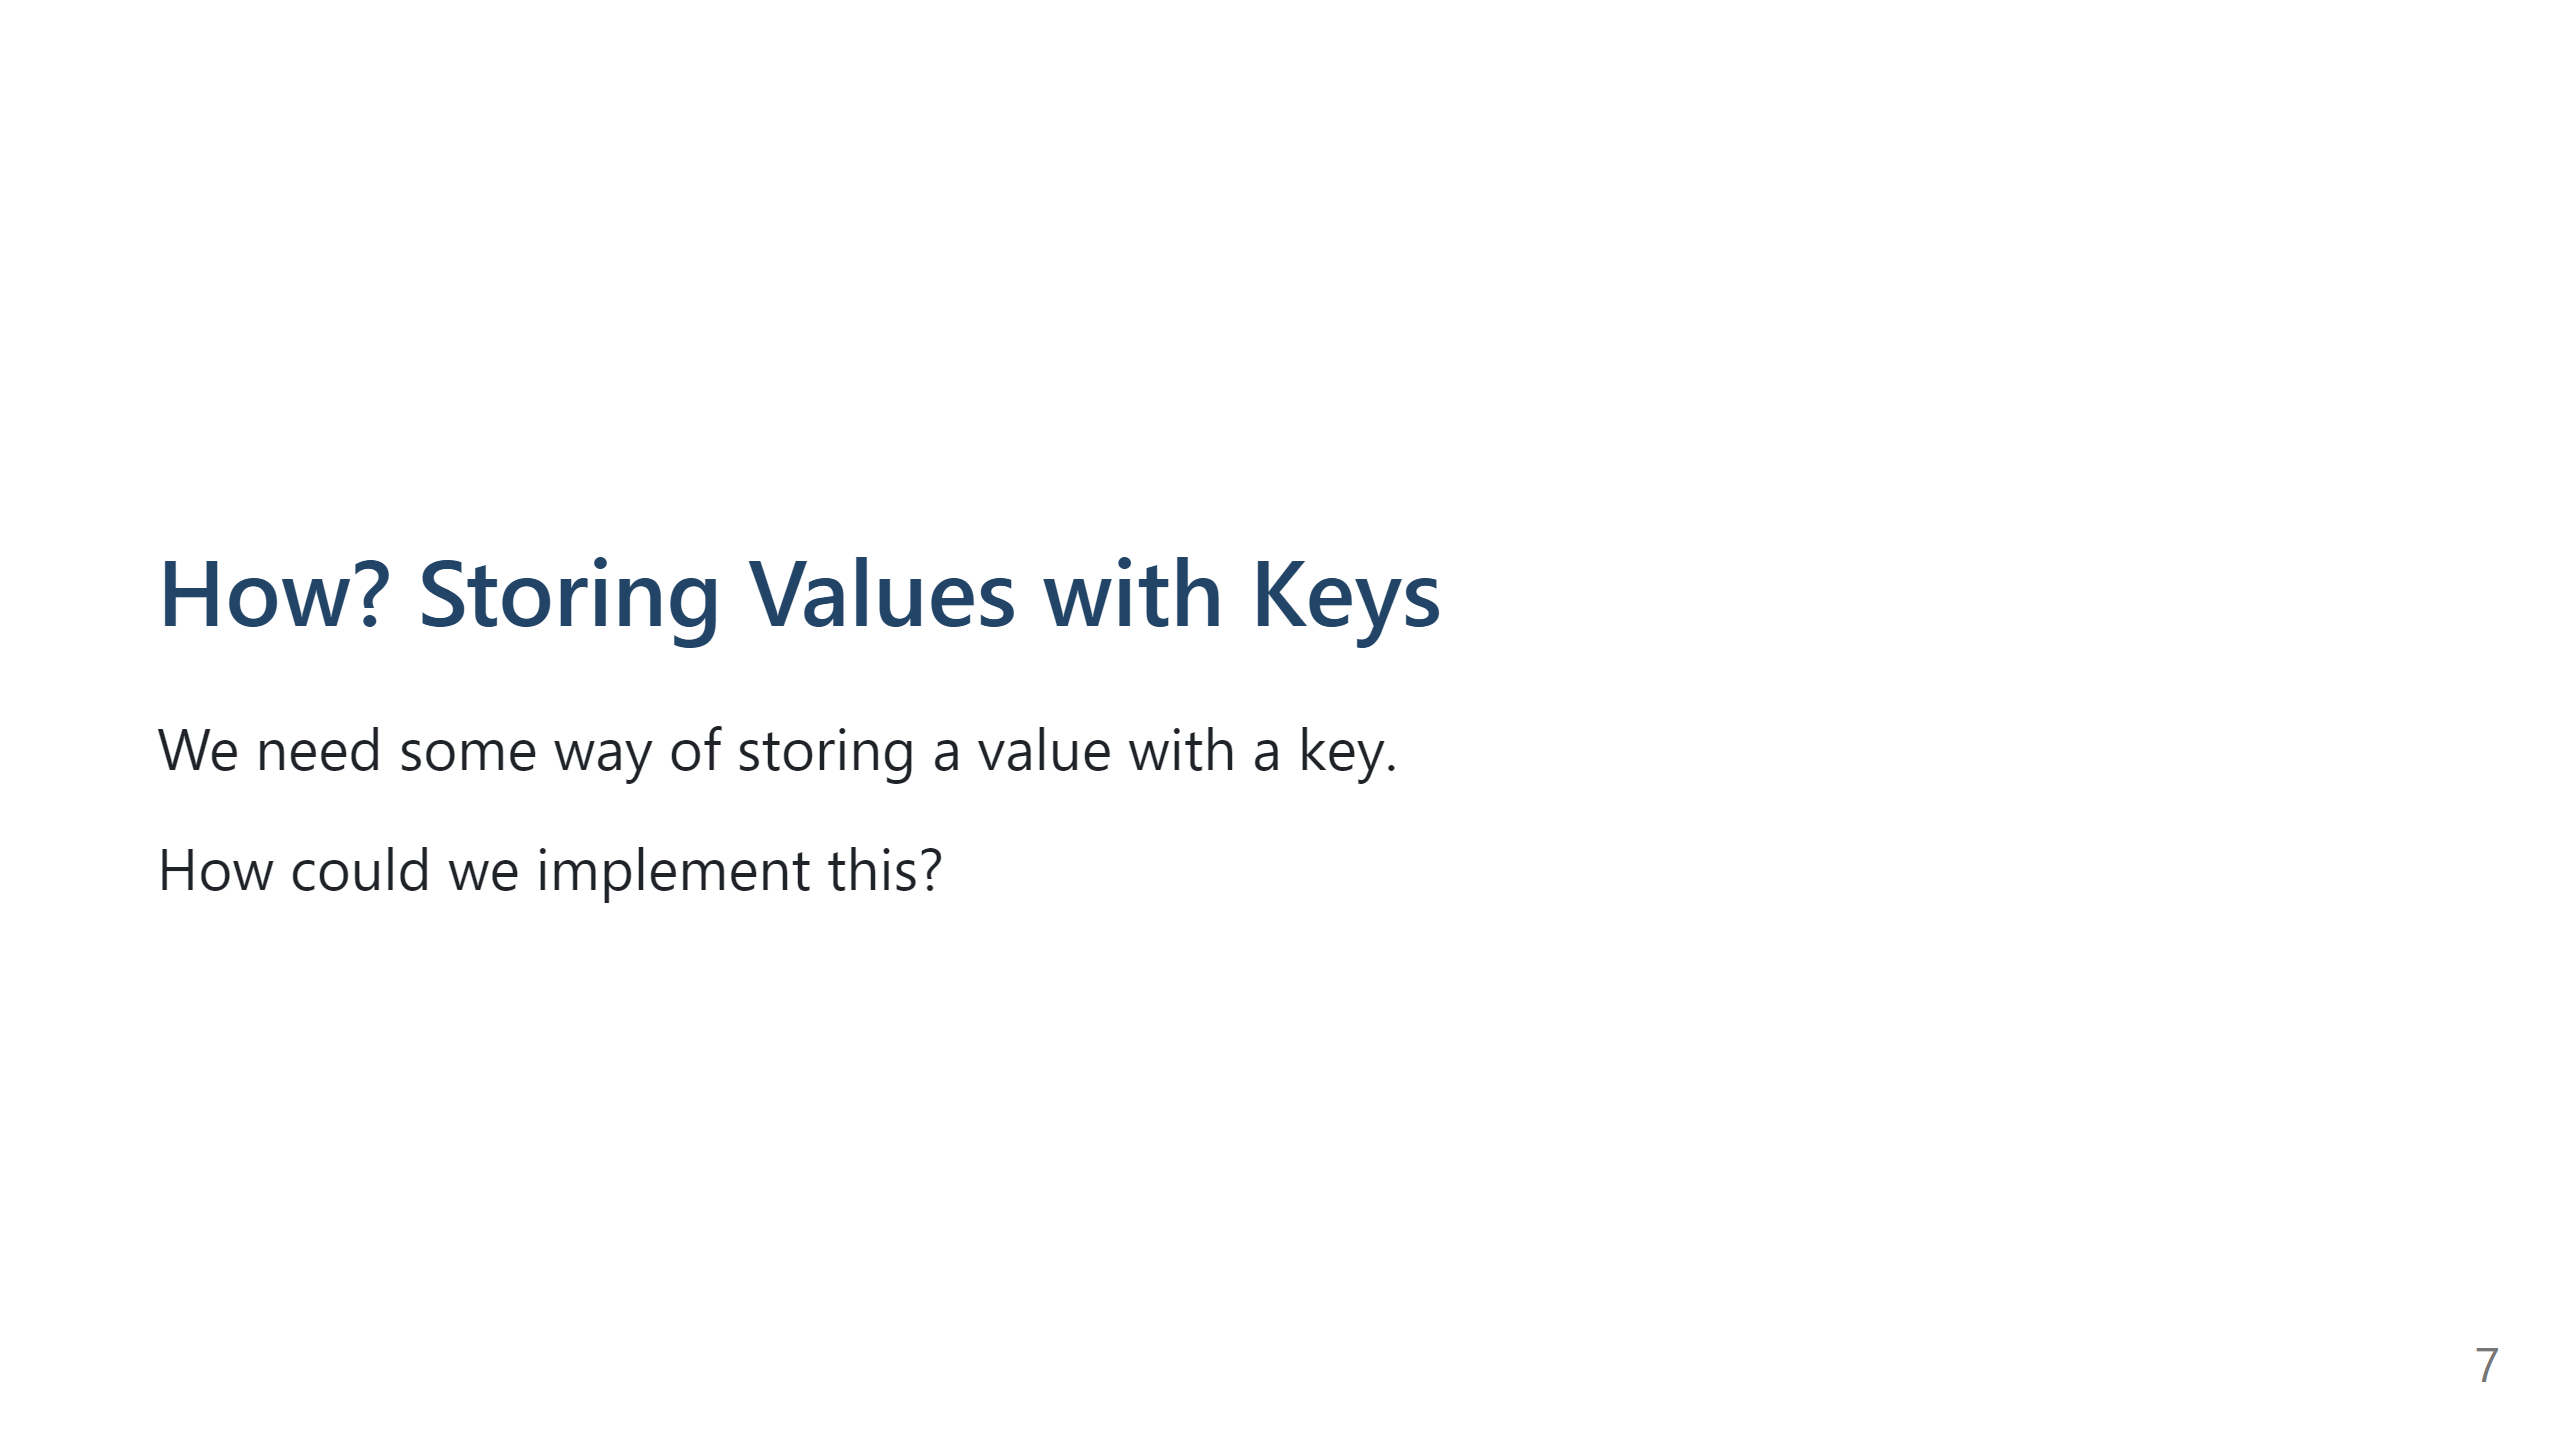 How? Storing Values with Keys
We need some way of storing a value with a key.
How could we implement this?
7